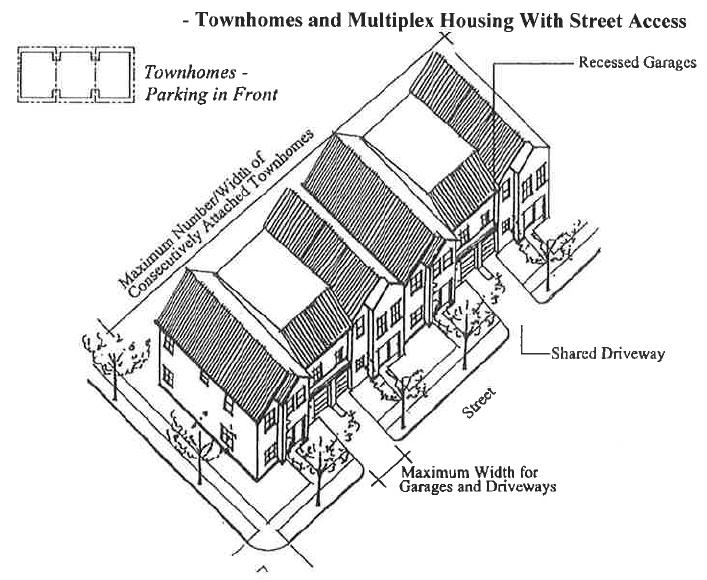 - Townhomes and Multiplex Housing With Street Access
Townhomes -
Parking in Front
Recessed Garages
Maximum Number/Width of
Consecutively Attached Townhomes
Shared Driveway
Street
Maximum Width for
Garages and Driveways